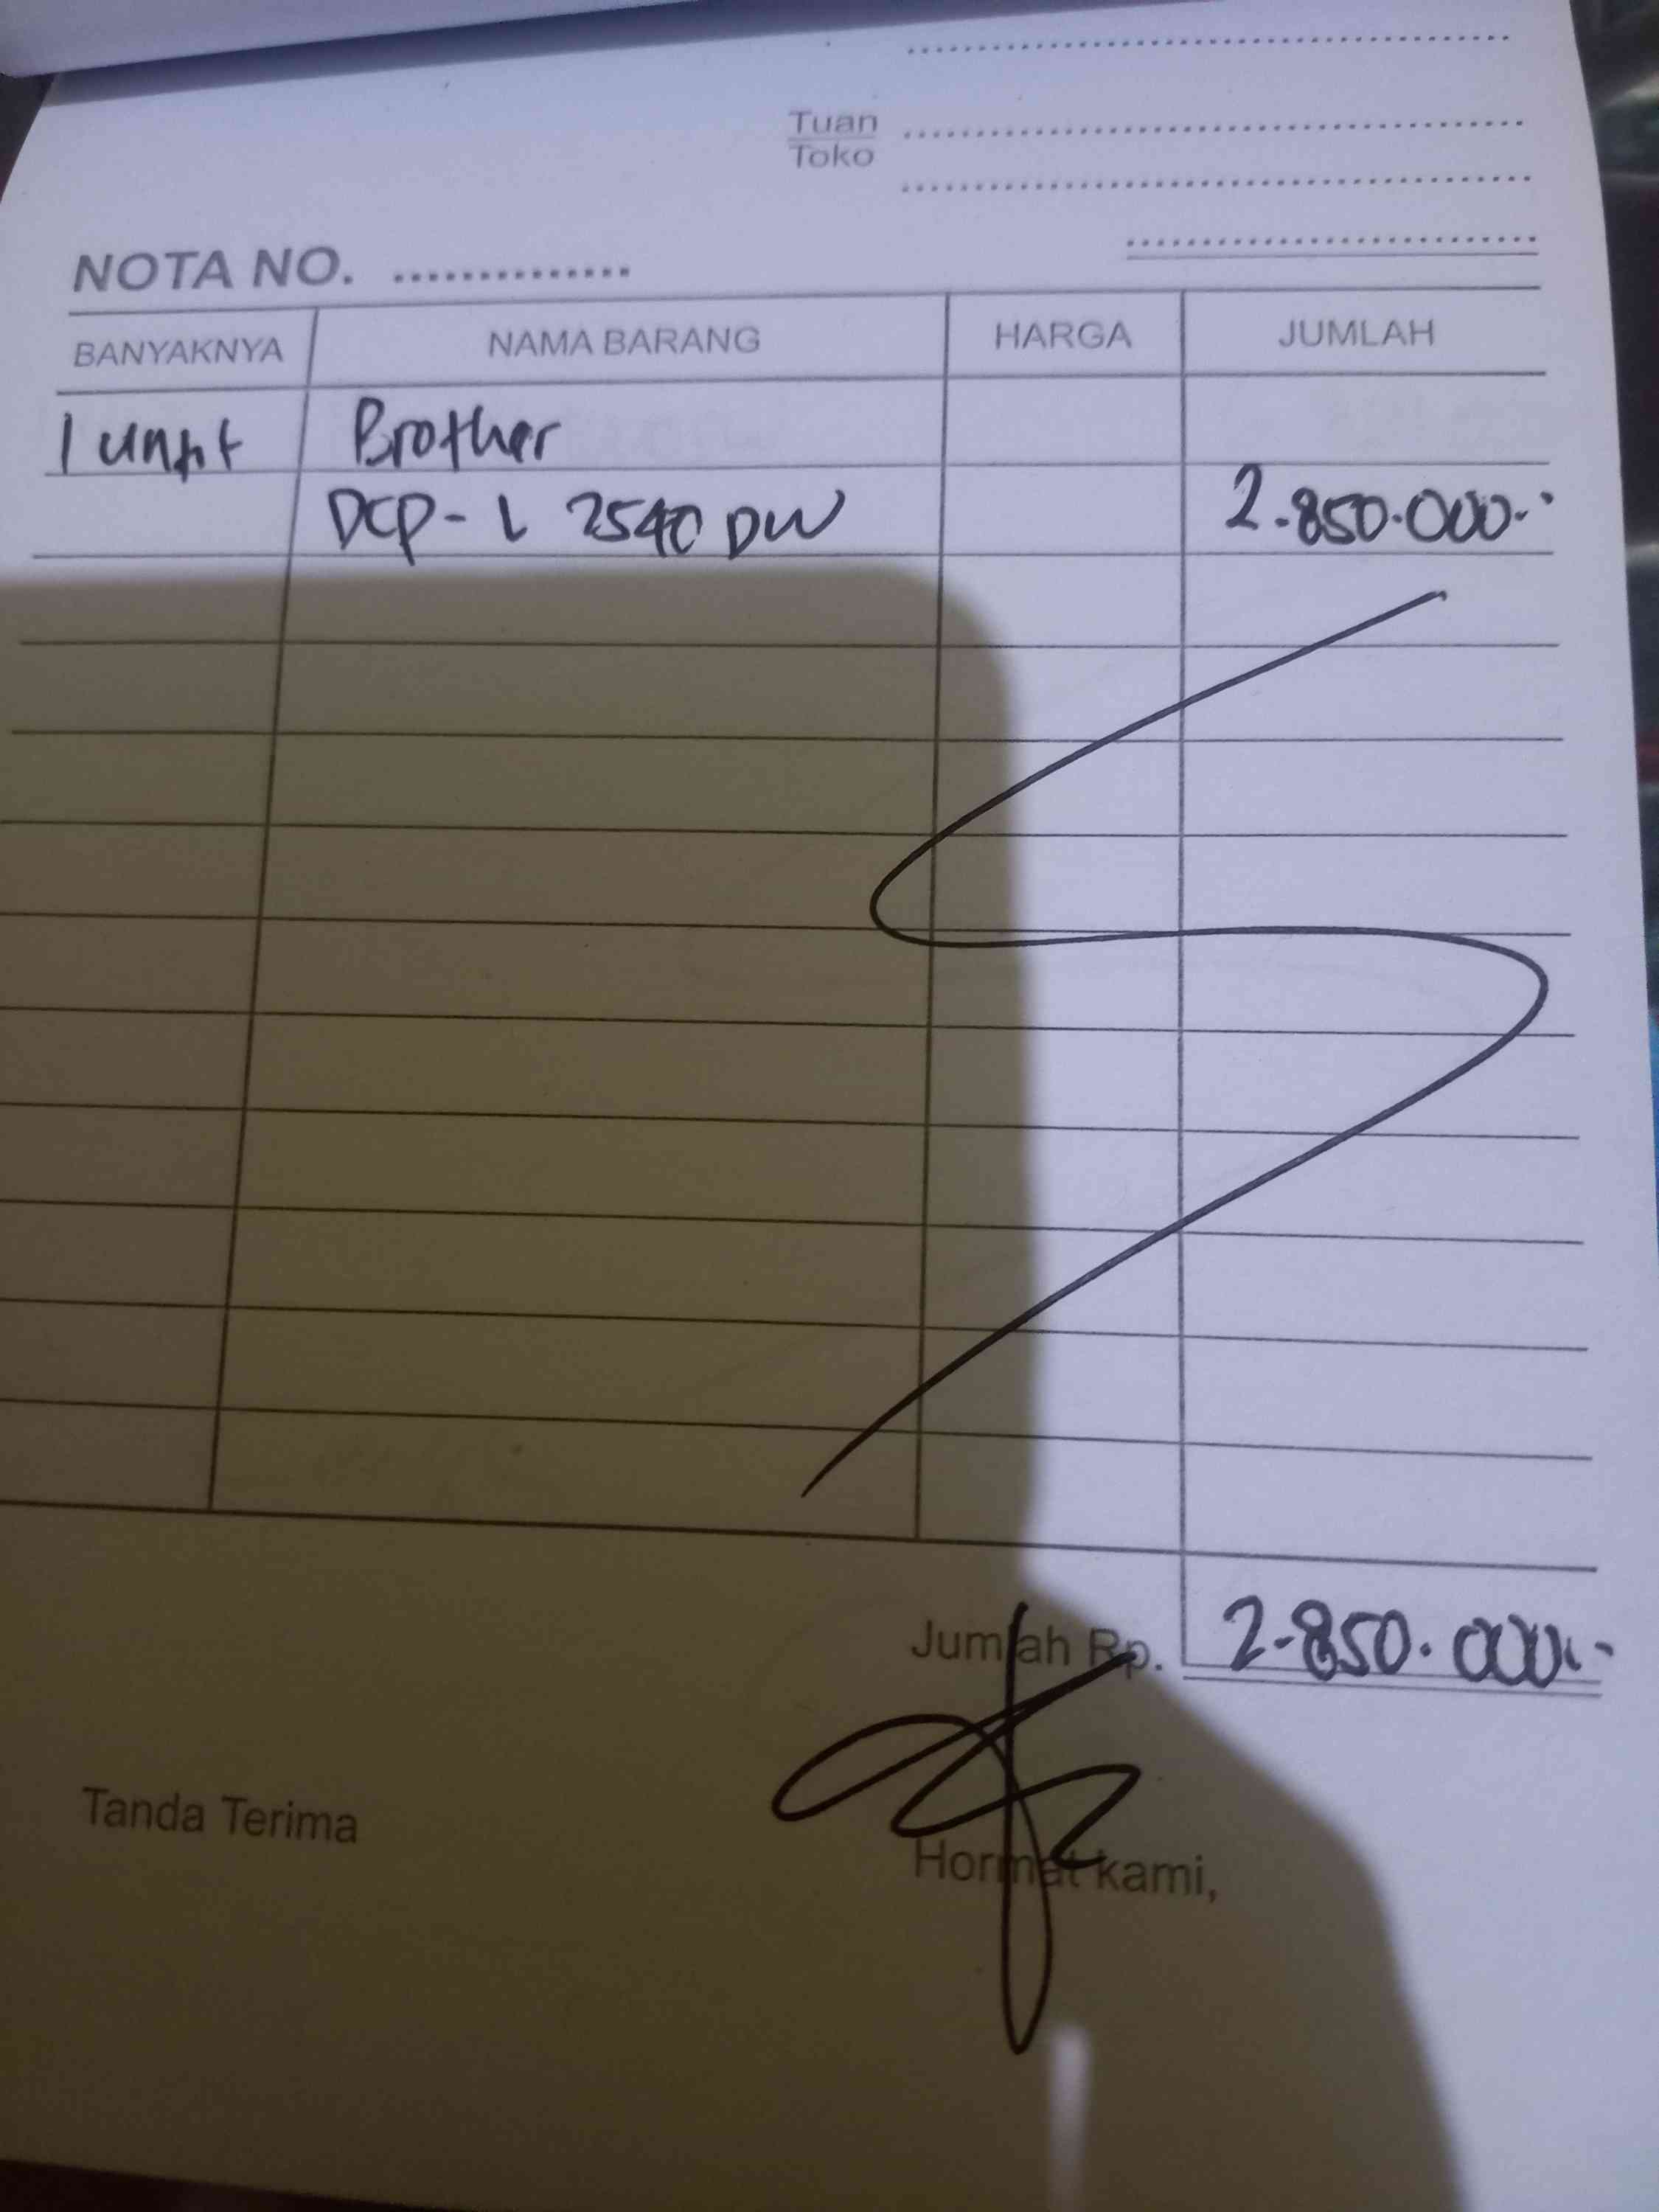 Tuan
Toko
NOTA NO. ...............
BANYAKNYA NAMA BARANG HARGA JUMLAH
1 unit Brother
DCP-L 2540 DW 2.850.000.-
Jumlah Rp. 2.850.000.-
Tanda Terima
Hormat kami,